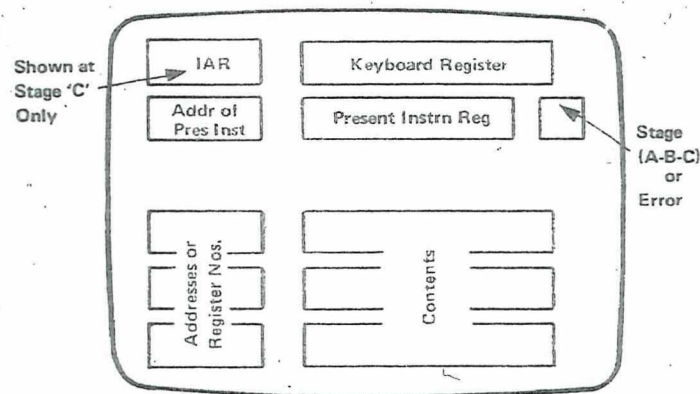 Shown at
Stage 'C'
Only
IAR
Keyboard Register
Addr of
Pres Inst
Present Instrn Reg
Stage
(A-B-C)
or
Error
Addresses or
Register Nos.
Contents